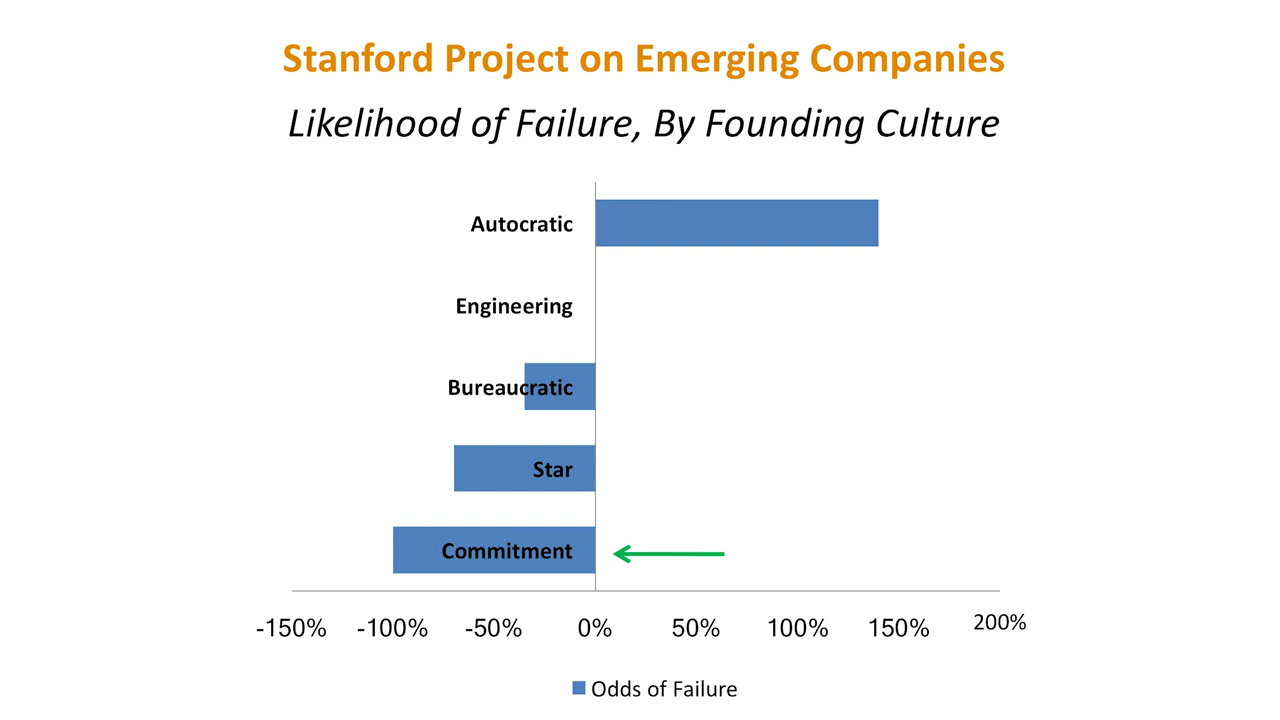 Stanford Project on Emerging Companies
Likelihood of Failure, By Founding Culture
Autocratic
Engineering
Bureaucratic
Star
Commitment
-150% -100% -50% 0% 50% 100% 150% 200%
Odds of Failure